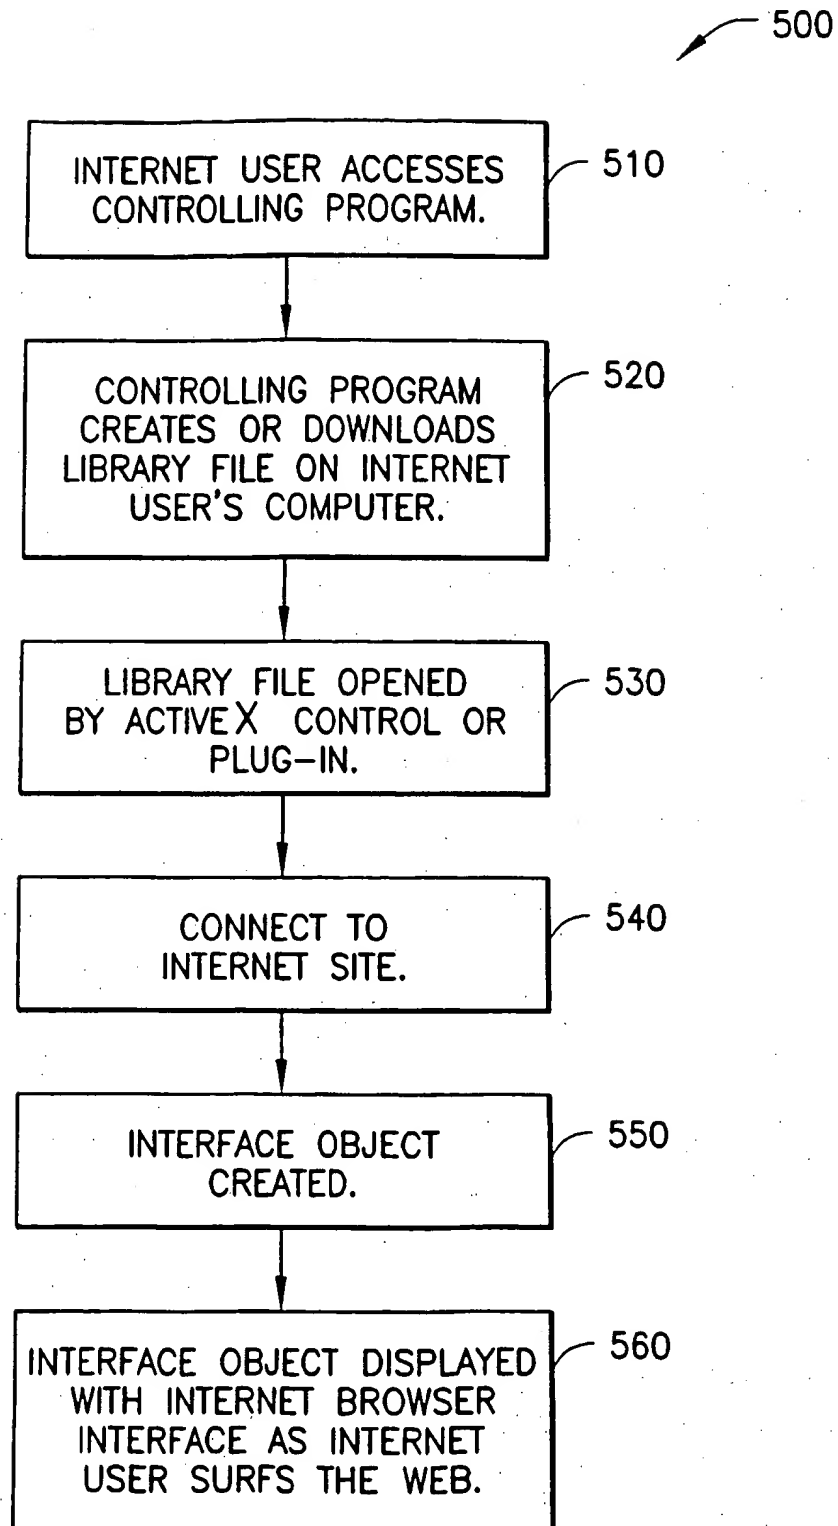 500
INTERNET USER ACCESSES
CONTROLLING PROGRAM.
510
CONTROLLING PROGRAM
CREATES OR DOWNLOADS
LIBRARY FILE ON INTERNET
USER'S COMPUTER.
520
LIBRARY FILE OPENED
BY ACTIVEX CONTROL OR
PLUG-IN.
530
CONNECT TO
INTERNET SITE.
540
INTERFACE OBJECT
CREATED.
550
INTERFACE OBJECT DISPLAYED
WITH INTERNET BROWSER
INTERFACE AS INTERNET
USER SURFS THE WEB.
560